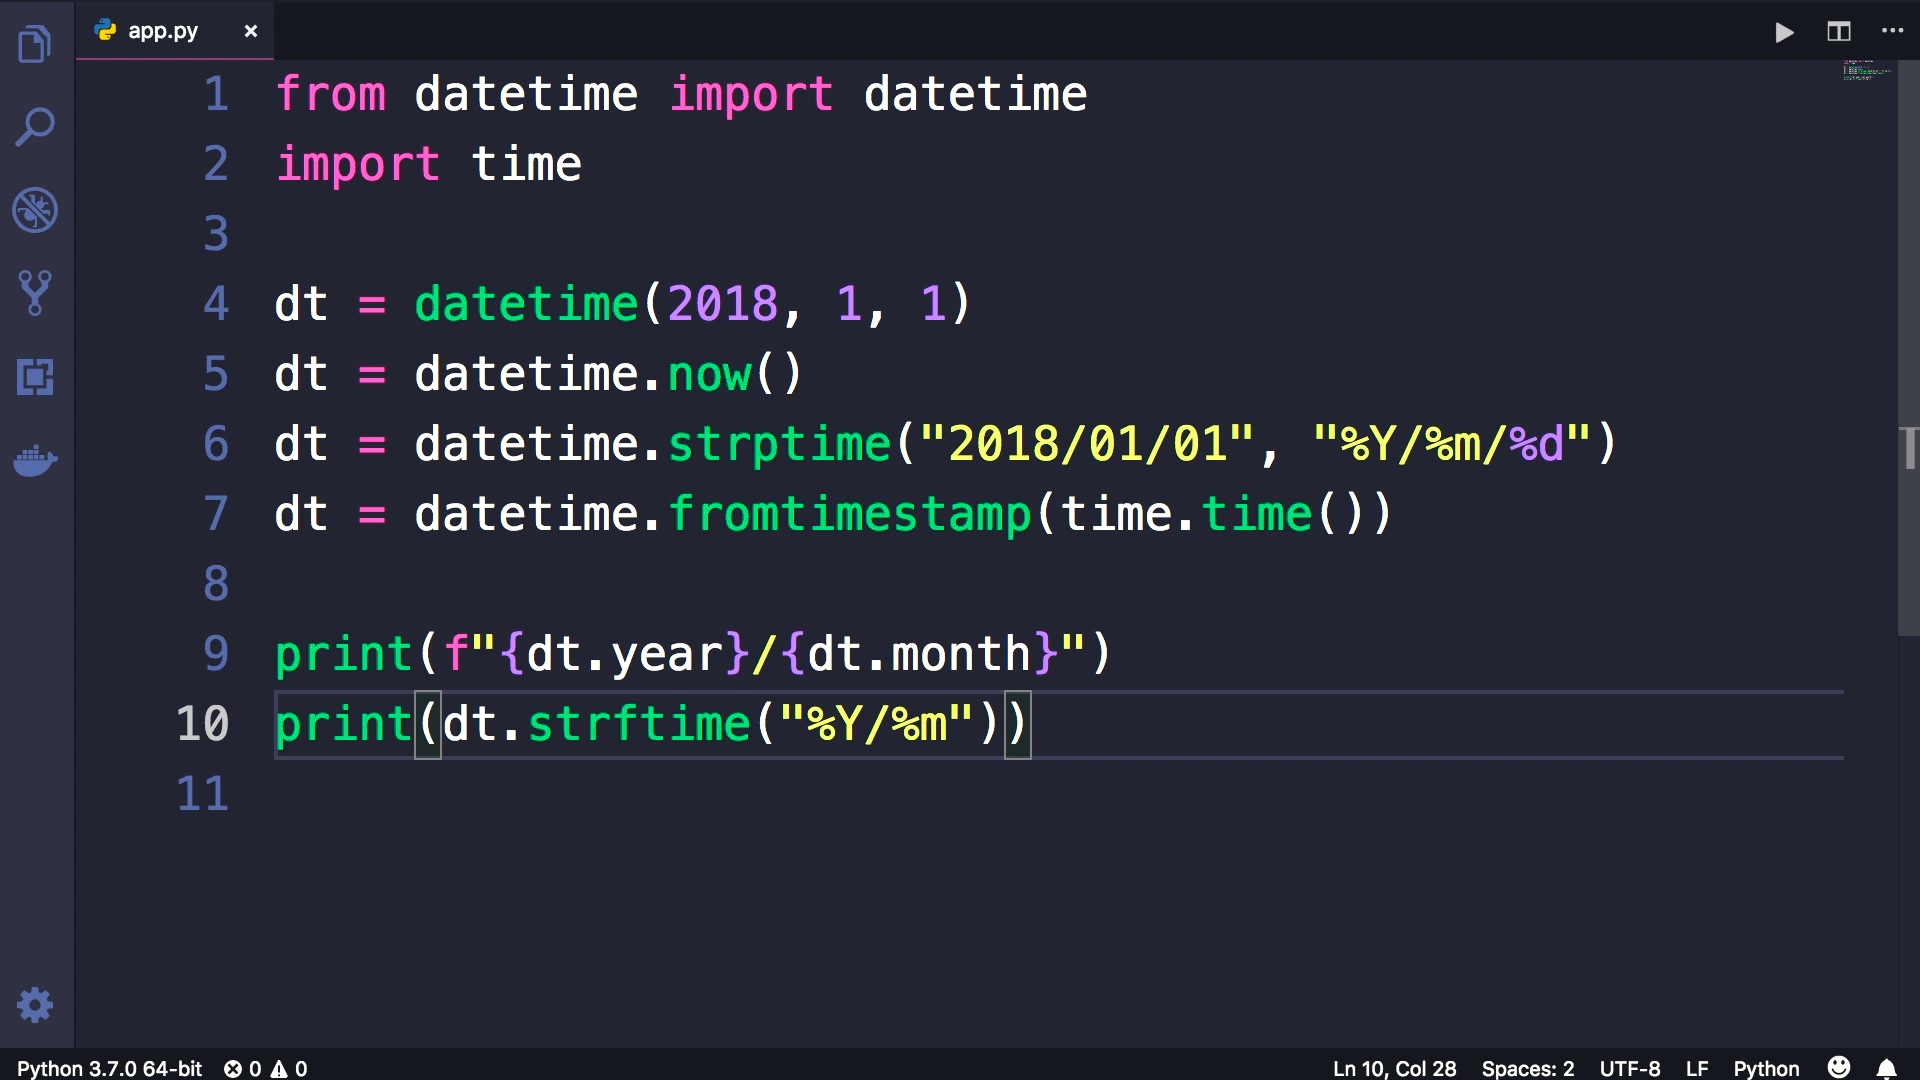 app.py
1 from datetime import datetime
2 import time
3
4 dt = datetime(2018, 1, 1)
5 dt = datetime.now()
6 dt = datetime.strptime("2018/01/01", "%Y/%m/%d")
7 dt = datetime.fromtimestamp(time.time())
8
9 print(f"{dt.year}/{dt.month}")
10 print(dt.strftime("%Y/%m"))
11
Python 3.7.0 64-bit 0 0 Ln 10, Col 28 Spaces: 2 UTF-8 LF Python